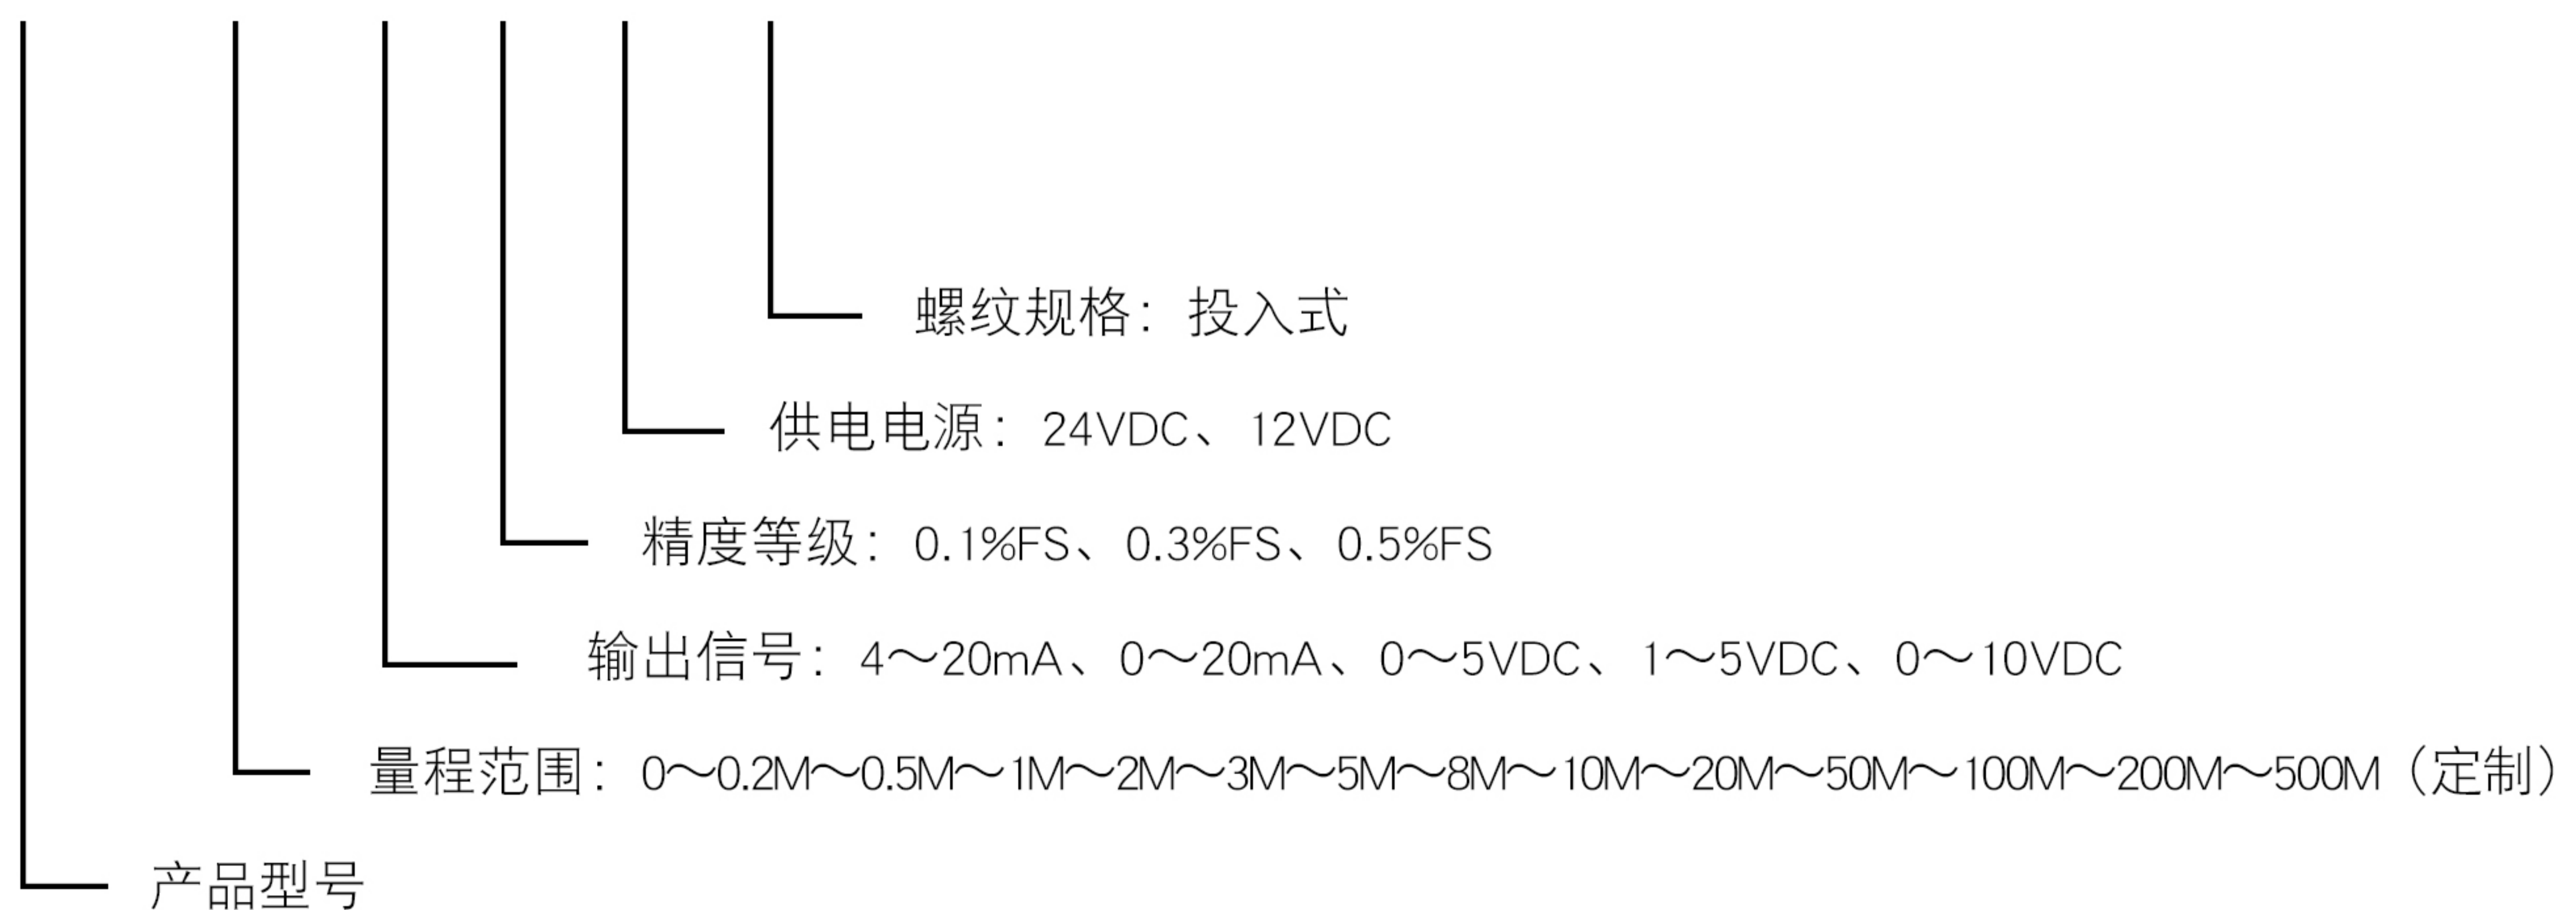 螺纹规格：投入式
供电电源：24VDC、12VDC
精度等级：0.1%FS、0.3%FS、0.5%FS
输出信号：4～20mA、0～20mA、0～5VDC、1～5VDC、0～10VDC
量程范围：0～0.2M～0.5M～1M～2M～3M～5M～8M～10M～20M～50M～100M～200M～500M（定制）
产品型号